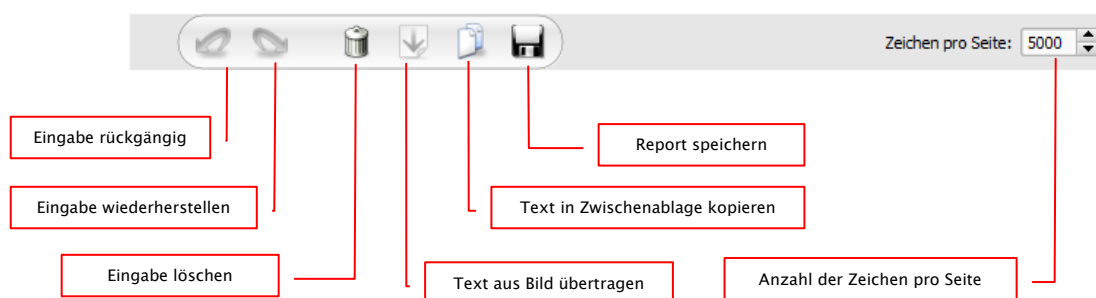 Zeichen pro Seite: 5000
Eingabe rückgängig
Report speichern
Eingabe wiederherstellen
Text in Zwischenablage kopieren
Eingabe löschen
Text aus Bild übertragen
Anzahl der Zeichen pro Seite